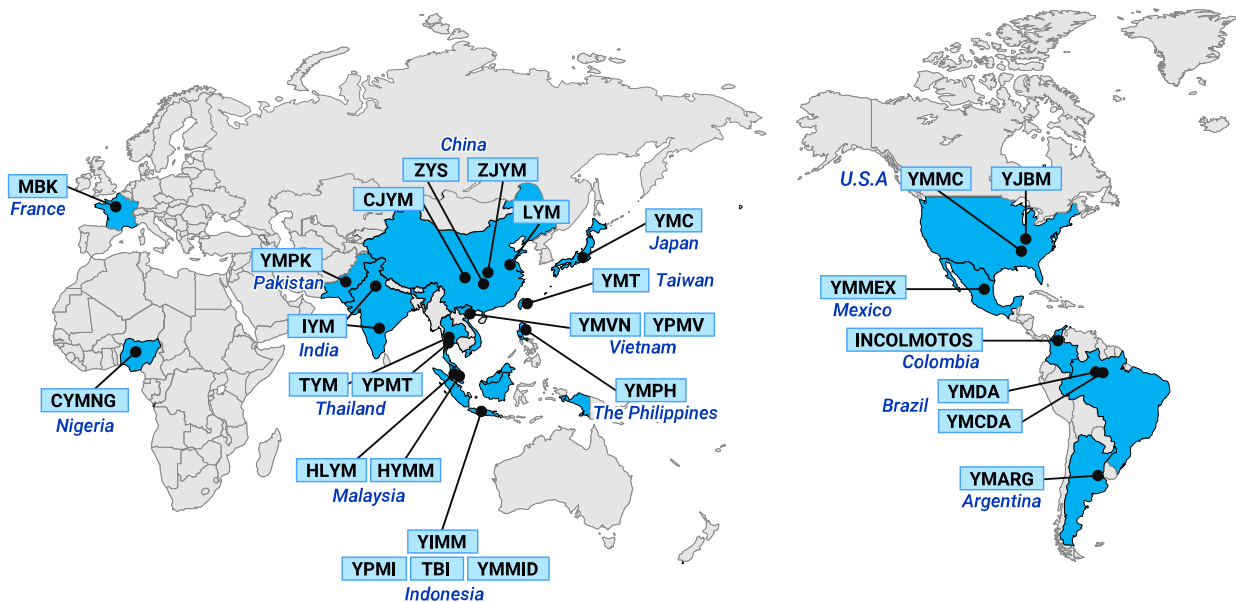 China
ZYS ZJYM
MBK
France
CJYM
LYM
YMC
Japan
YMPK
Pakistan
YMT Taiwan
IYM
India
YMVN YPMV
Vietnam
TYM YPMT
Thailand
YMPH
The Philippines
CYMNG
Nigeria
HLYM HYMM
Malaysia
YIMM
YPMI TBI YMMID
Indonesia
U.S.A YMMC YJBM
YMMEX
Mexico
INCOLMOTOS
Colombia
YMDA
Brazil
YMCDA
YMARG
Argentina